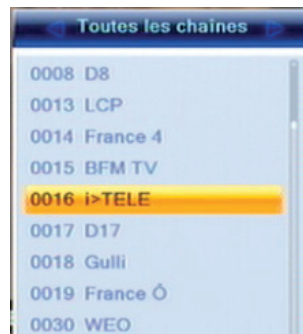 Toutes les chaînes
0008 D8
0013 LCP
0014 France 4
0015 BFM TV
0016 i>TELE
0017 D17
0018 Gulli
0019 France Ô
0030 WEO